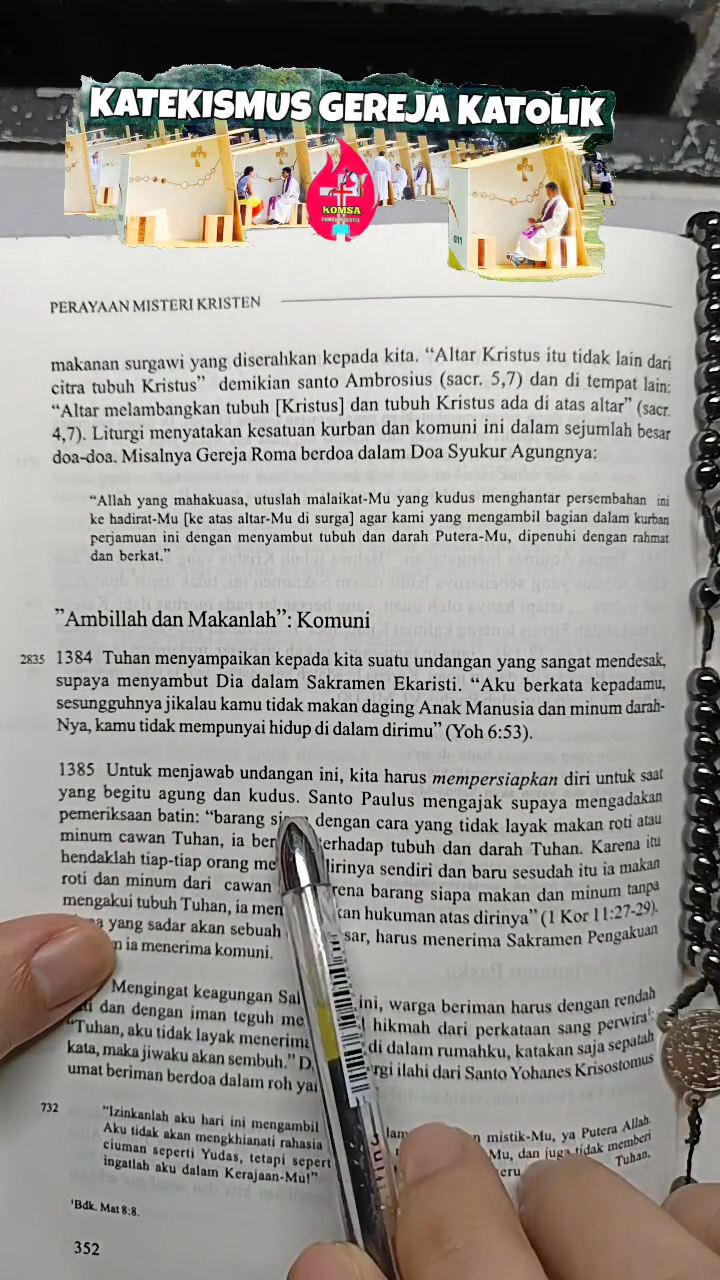 KATEKISMUS GEREJA KATOLIK
KOMSA
011
PERAYAAN MISTERI KRISTEN
makanan surgawi yang diserahkan kepada kita. “Altar Kristus itu tidak lain dari
citra tubuh Kristus” demikian santo Ambrosius (sacr. 5,7) dan di tempat lain:
“Altar melambangkan tubuh [Kristus] dan tubuh Kristus ada di atas altar” (sacr.
4,7). Liturgi menyatakan kesatuan kurban dan komuni ini dalam sejumlah besar
doa-doa. Misalnya Gereja Roma berdoa dalam Doa Syukur Agungnya:
“Allah yang mahakuasa, utuslah malaikat-Mu yang kudus menghantar persembahan ini
ke hadirat-Mu [ke atas altar-Mu di surga] agar kami yang mengambil bagian dalam kurban
perjamuan ini dengan menyambut tubuh dan darah Putera-Mu, dipenuhi dengan rahmat
dan berkat.”
”Ambillah dan Makanlah”: Komuni
2835 1384 Tuhan menyampaikan kepada kita suatu undangan yang sangat mendesak,
supaya menyambut Dia dalam Sakramen Ekaristi. “Aku berkata kepadamu,
sesungguhnya jikalau kamu tidak makan daging Anak Manusia dan minum darah-
Nya, kamu tidak mempunyai hidup di dalam dirimu” (Yoh 6:53).
1385 Untuk menjawab undangan ini, kita harus mempersiapkan diri untuk saat
yang begitu agung dan kudus. Santo Paulus mengajak supaya mengadakan
pemeriksaan batin: “barang dengan cara yang tidak layak makan roti atau
minum cawan Tuhan, ia terhadap tubuh dan darah Tuhan. Karena itu
hendaklah tiap-tiap orang dirinya sendiri dan baru sesudah itu ia makan
roti dan minum dari cawan barang siapa makan dan minum tanpa
mengakui tubuh Tuhan, ia hukuman atas dirinya” (1 Kor 11:27-29).
yang sadar akan sebuah harus menerima Sakramen Pengakuan
ia menerima komuni.
Mengingat keagungan ini, warga beriman harus dengan rendah
dan dengan iman teguh hikmah dari perkataan sang perwira¹:
“Tuhan, aku tidak layak menerima di dalam rumahku, katakan saja sepatah
kata, maka jiwaku akan sembuh.” ilahi dari Santo Yohanes Krisostomus
umat beriman berdoa dalam roh
732 “Izinkanlah aku hari ini mengambil mistik-Mu, ya Putera Allah.
Aku tidak akan mengkhianati rahasia dan juga tidak memberi
ciuman seperti Yudas, tetapi Tuhan,
ingatlah aku dalam Kerajaan-Mu!”
¹Bdk. Mat 8:8.
352